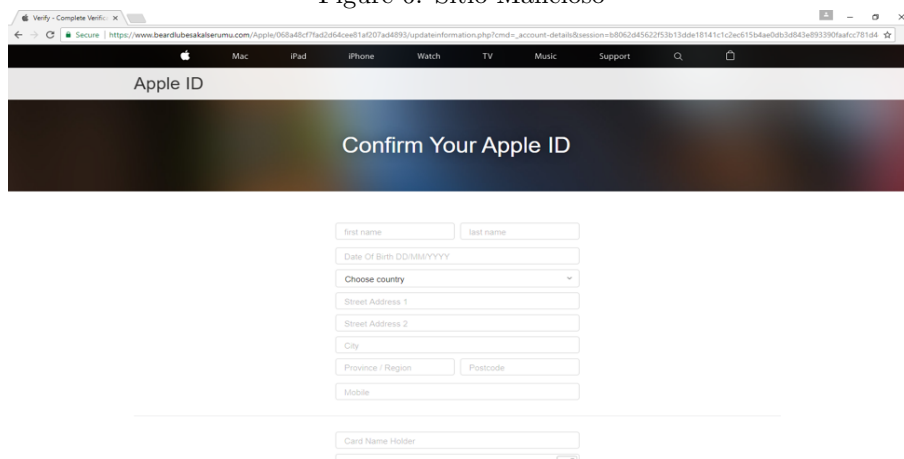 Figure 6: Sitio Malicioso
Verify - Complete Verific
Secure | https://www.beardlubesakalserumu.com/Apple/068a48cf7fad2d64cee81af207ad4893/updateinformation.php?cmd=_account-details&session=b8062d45622f53b13dde18141c1c2ec615b4ae0db3d843e893390faafcc781d4
Mac iPad iPhone Watch TV Music Support
Apple ID
Confirm Your Apple ID
first name last name
Date Of Birth DD/MM/YYYY
Choose country
Street Address 1
Street Address 2
City
Province / Region Postcode
Mobile
Card Name Holder